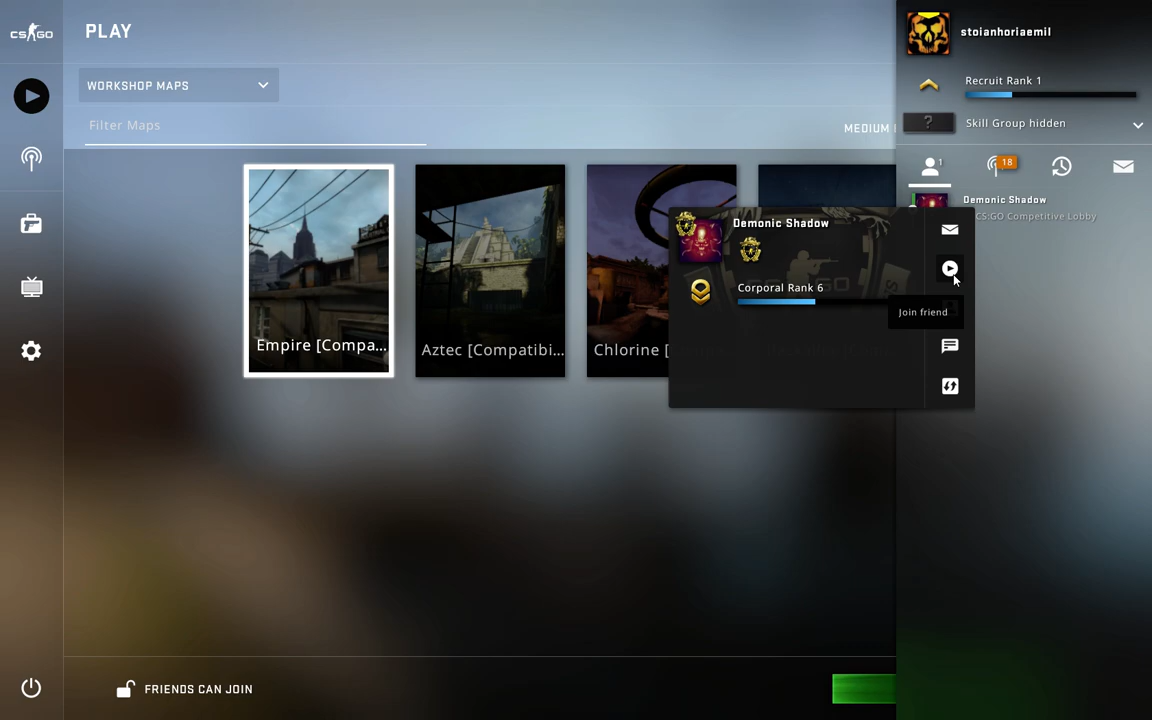 CS GO
PLAY
WORKSHOP MAPS
Filter Maps
MEDIUM
Empire [Compa...
Aztec [Compatibi...
Chlorine [
Demonic Shadow
Corporal Rank 6
Join friend
stoianhoriaemil
Recruit Rank 1
?
Skill Group hidden
1
18
Demonic Shadow
CS:GO Competitive Lobby
FRIENDS CAN JOIN